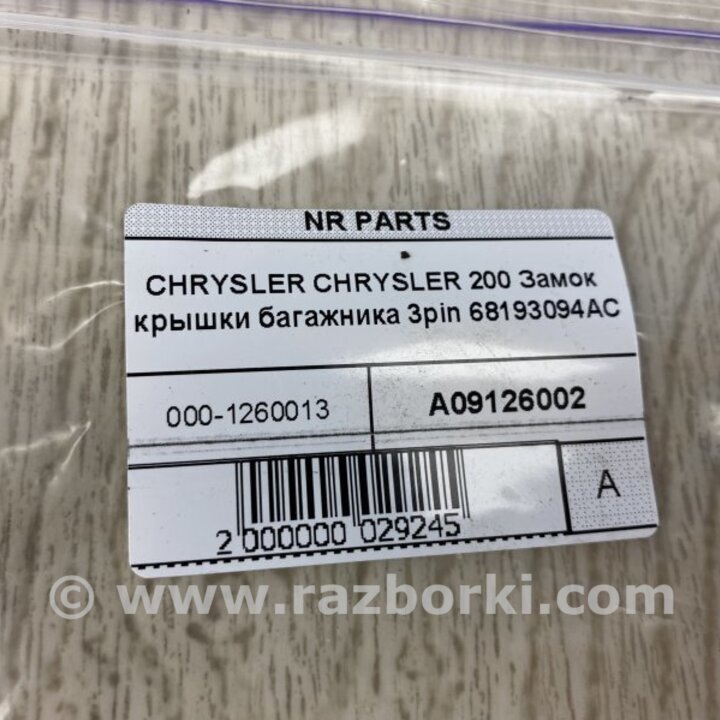 NR PARTS
CHRYSLER CHRYSLER 200 Замок
крышки багажника 3pin 68193094AC
000-1260013
A09126002
A
2 000000 029245
© www.razborki.com